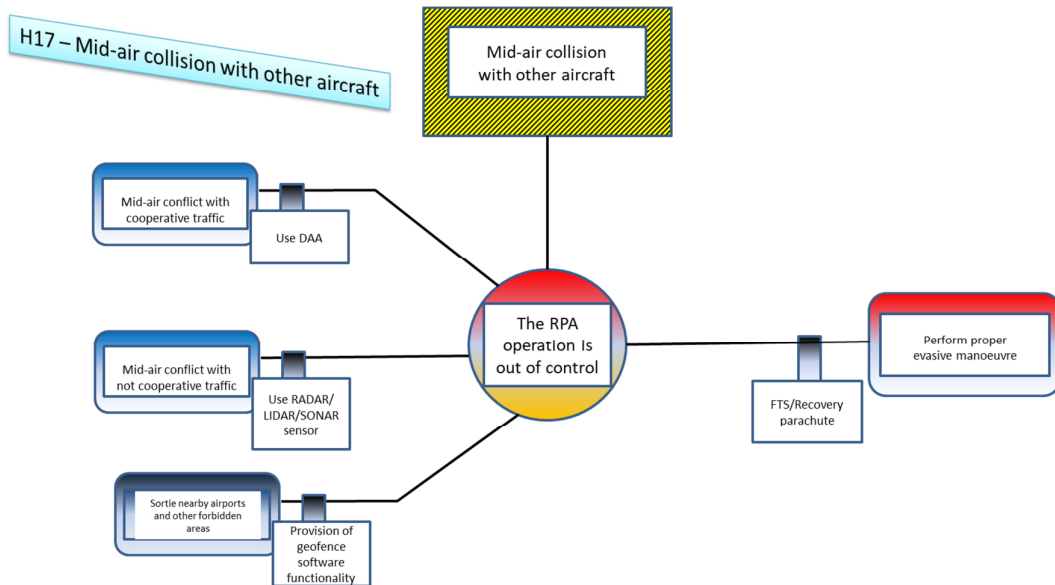 H17 – Mid-air collision with other aircraft
Mid-air collision
with other aircraft
Mid-air conflict with
cooperative traffic
Use DAA
The RPA
operation is
out of control
Perform proper
evasive manoeuvre
Mid-air conflict with
not cooperative traffic
Use RADAR/
LIDAR/SONAR
sensor
FTS/Recovery
parachute
Sortie nearby airports
and other forbidden
areas
Provision of
geofence
software
functionality